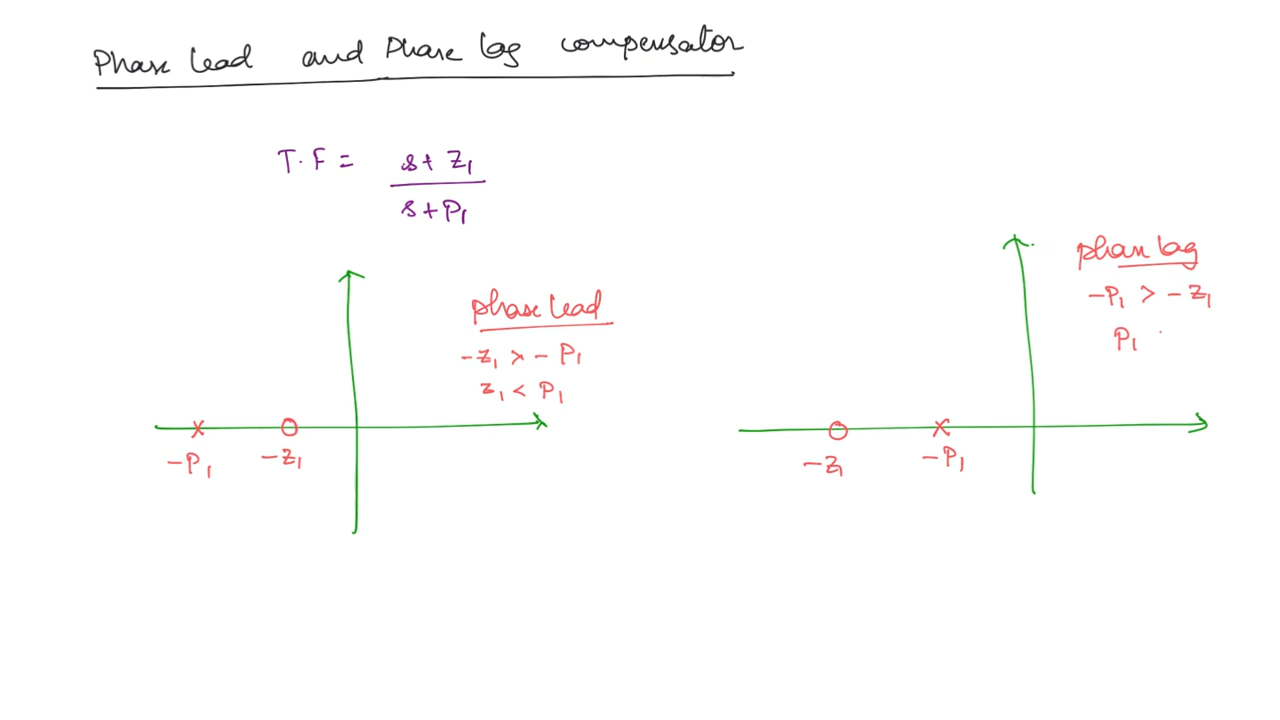 Phase lead and Phase lag compensator
T.F = s+Z₁
s+P₁
phase lag
-P₁ > -Z₁
P₁
phase lead
-Z₁ > -P₁
Z₁ < P₁
-P₁ -Z₁
-Z₁ -P₁